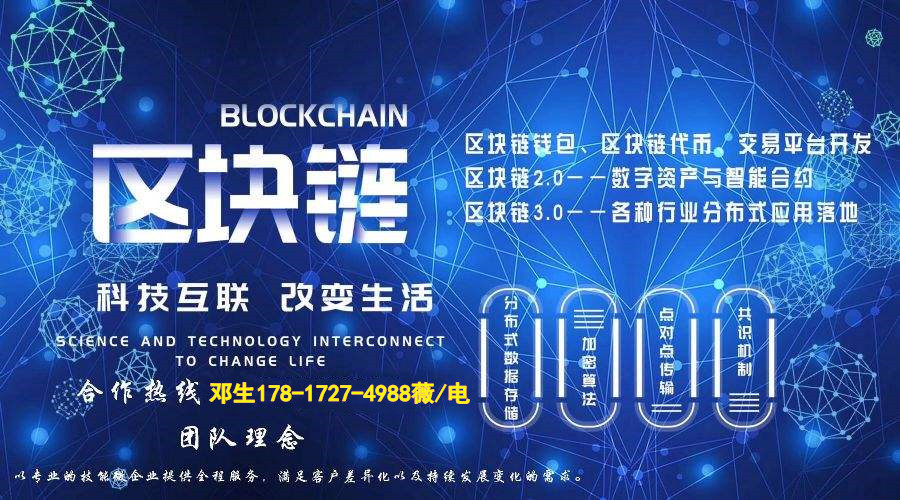 BLOCKCHAIN
区块链
科技互联 改变生活
SCIENCE AND TECHNOLOGY INTERCONNECT
TO CHANGE LIFE
合作热线 邓生178-1727-4988薇/电
团队理念
以专业的技能做企业提供全程服务，满足客户差异化以及持续发展变化的需求。
区块链钱包、区块链代币、交易平台开发
区块链2.0——数字资产与智能合约
区块链3.0——各种行业分布式应用落地
分布式数据存储
加密算法
点对点传输
共识机制